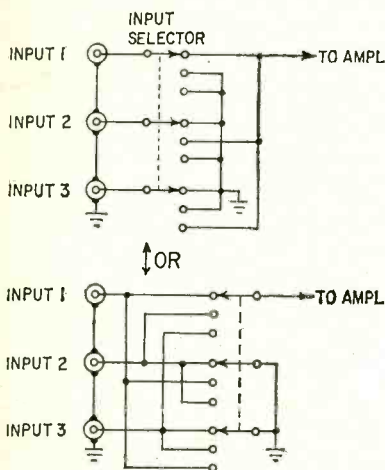 INPUT
SELECTOR
INPUT 1
TO AMPL
INPUT 2
INPUT 3
OR
INPUT 1
TO AMPL
INPUT 2
INPUT 3